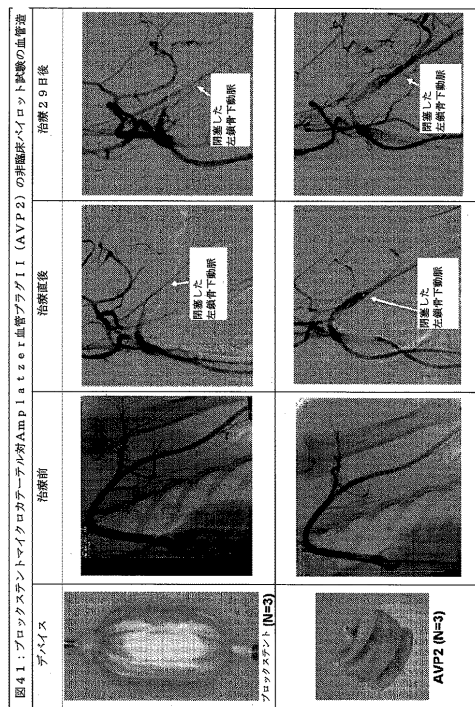 図41:ブロックステントマイクロカテーテル対Amplatzer血管プラグII(AVP2)の非臨床パイロット試験の血管造
デバイス
治療前
治療直後
治療29日後
ブロックステント(N=3)
閉塞した
左鎖骨下動脈
閉塞した
左鎖骨下動脈
AVP2 (N=3)
閉塞した
左鎖骨下動脈
閉塞した
左鎖骨下動脈